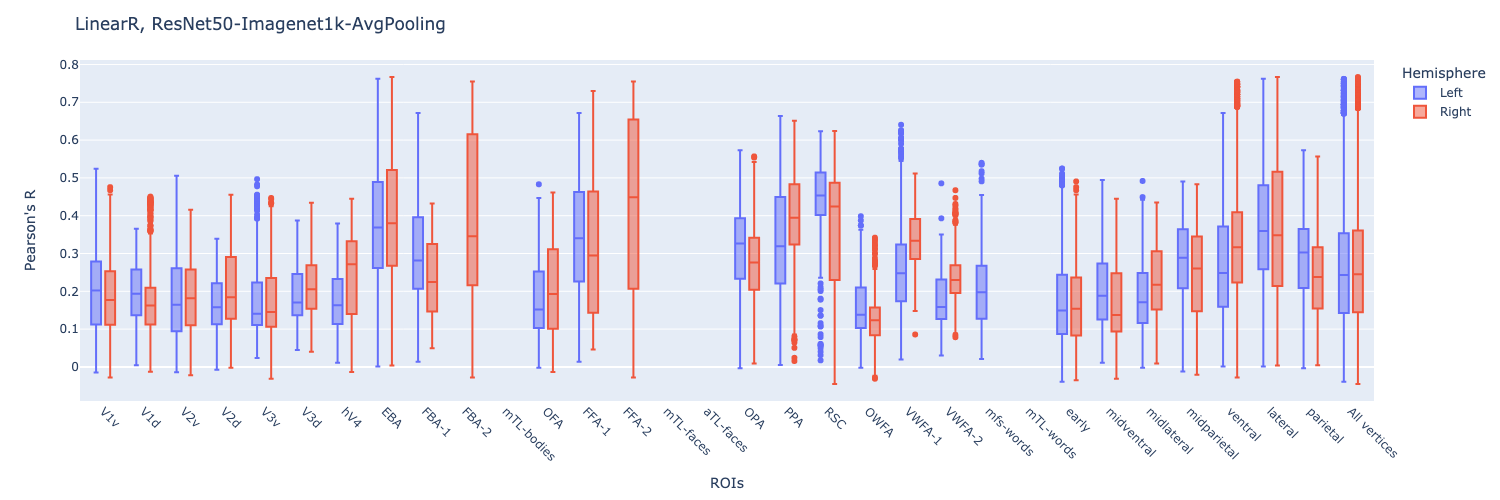 LinearR, ResNet50-Imagenet1k-AvgPooling
Hemisphere
Left
Right
Pearson's R
0.8
0.7
0.6
0.5
0.4
0.3
0.2
0.1
0
V1v
V1d
V2v
V2d
V3v
V3d
hV4
EBA
FBA-1
FBA-2
mTL-bodies
OFA
FFA-1
FFA-2
mTL-faces
aTL-faces
OPA
PPA
RSC
OWFA
VWFA-1
VWFA-2
mfs-words
mTL-words
early
midventral
midlateral
midparietal
ventral
lateral
parietal
All vertices
ROIs